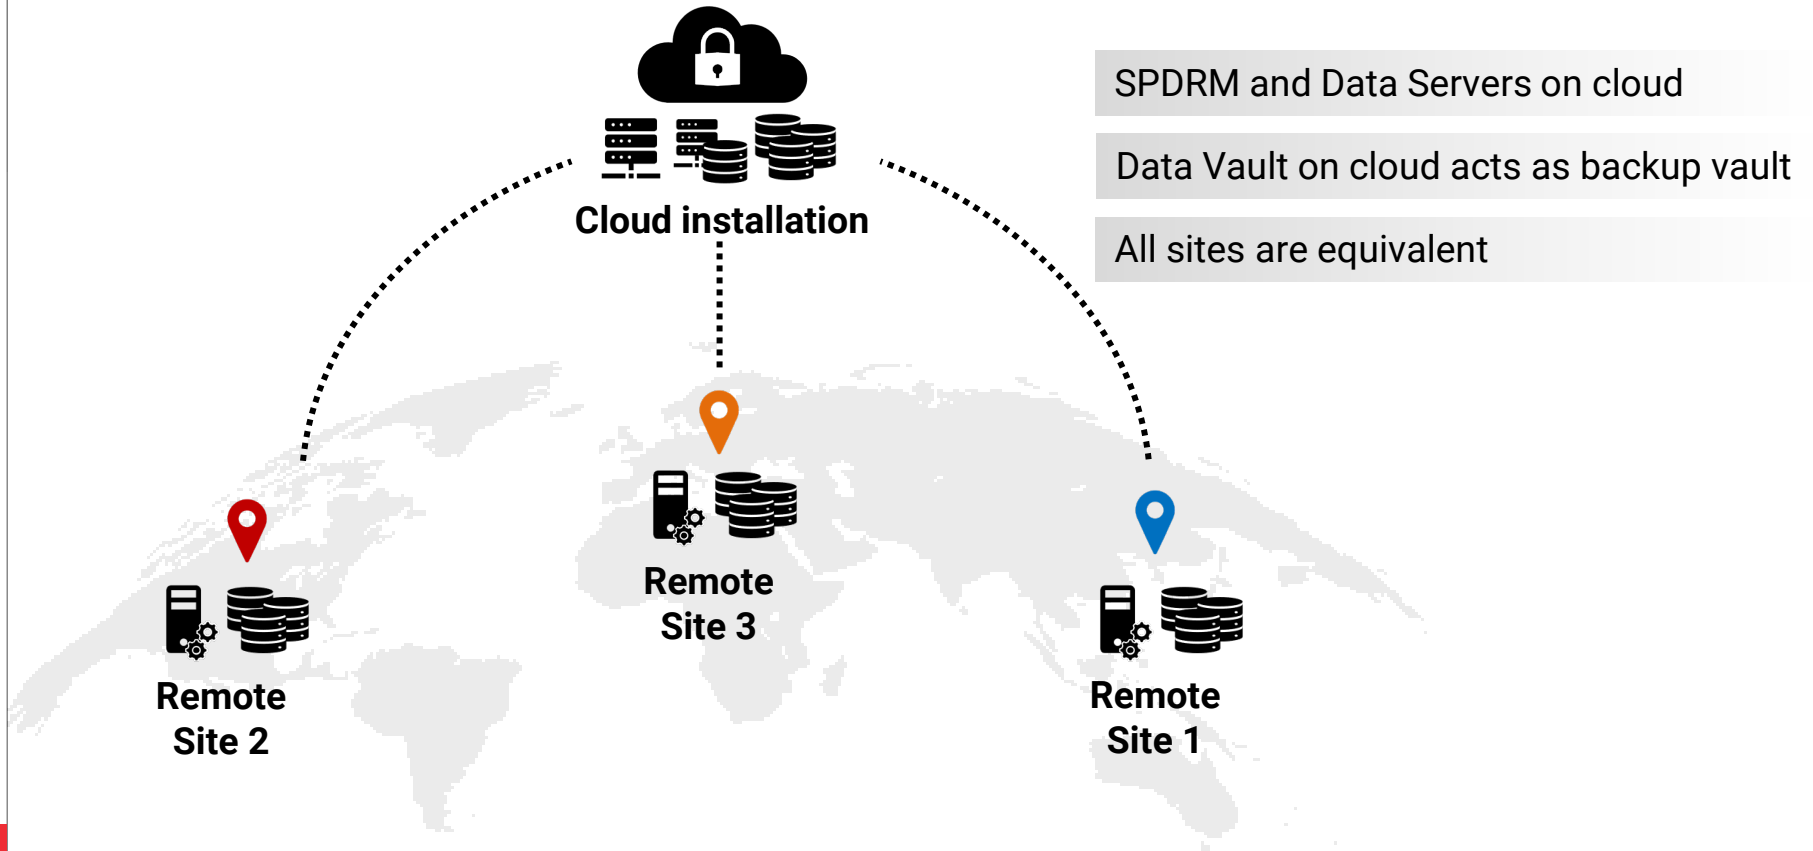 SPDRM and Data Servers on cloud
Data Vault on cloud acts as backup vault
All sites are equivalent
Cloud installation
Remote
Site 3
Remote
Site 2
Remote
Site 1